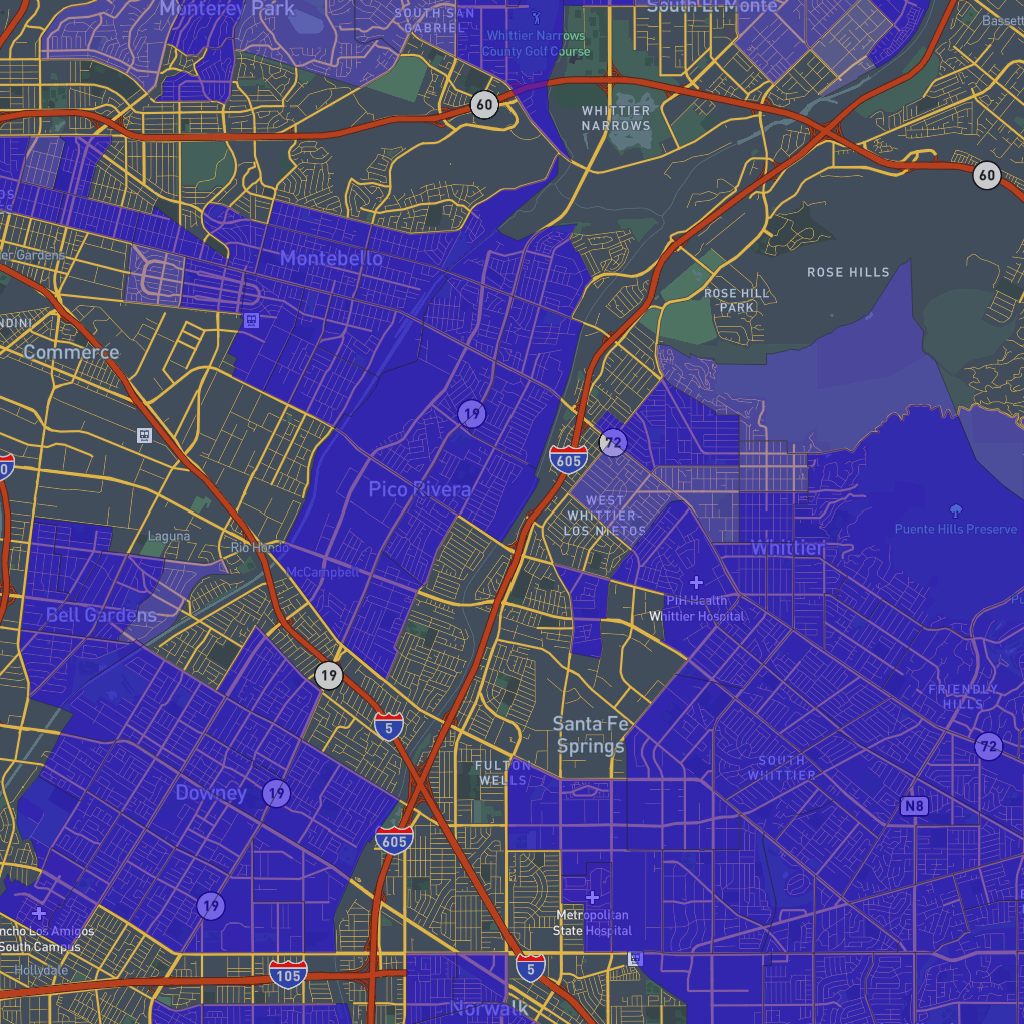 Monterey Park
SOUTH SAN
GABRIEL
South El Monte
Bassett
Whittier Narrows
County Golf Course
60
WHITTIER
NARROWS
60
Montebello
ROSE HILLS
ROSE HILL
PARK
Commerce
19
72
605
Pico Rivera
WEST
WHITTIER-
LOS NIETOS
Puente Hills Preserve
Laguna
Rio Hondo
Whittier
McCampbell
PIH Health
Whittier Hospital
Bell Gardens
19
FRIENDLY
HILLS
5
Santa Fe
Springs
72
SOUTH
WHITTIER
FULTON
WELLS
Downey
19
N8
605
19
Metropolitan
State Hospital
ncho Los Amigos
South Campus
Hollydale
105
5
Norwalk